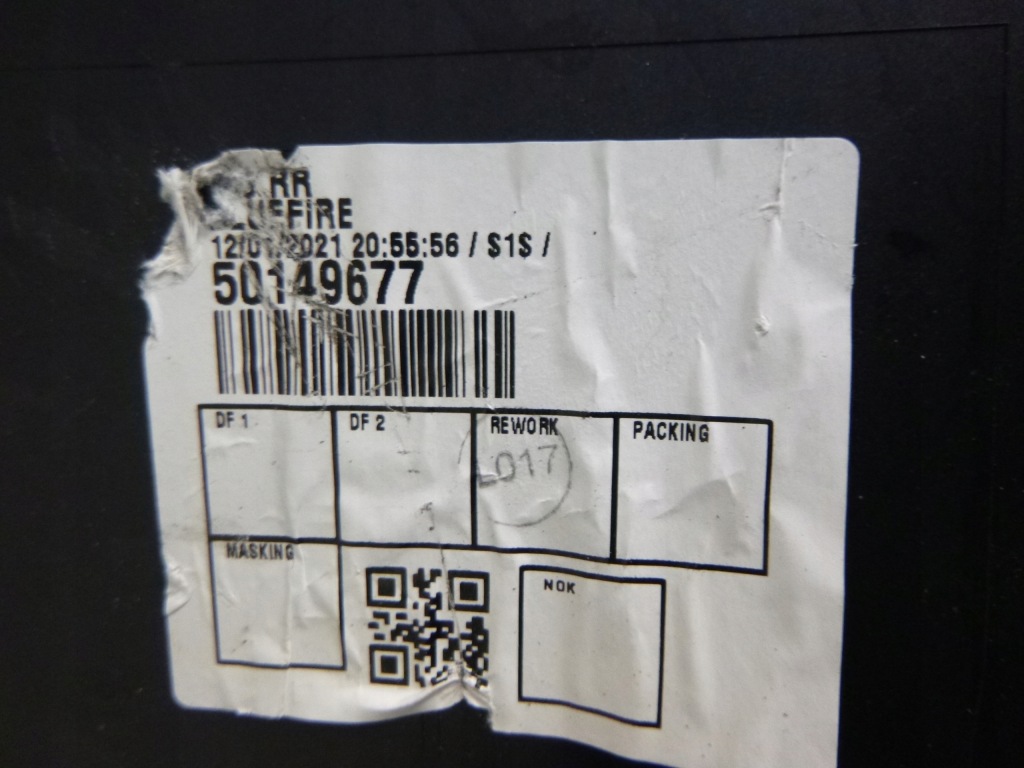 RR
12/01/2021 20:55:56 / $1$ /
50149677
DF 1
DF 2
REWORK
PACKING
L017
MASKING
NOK